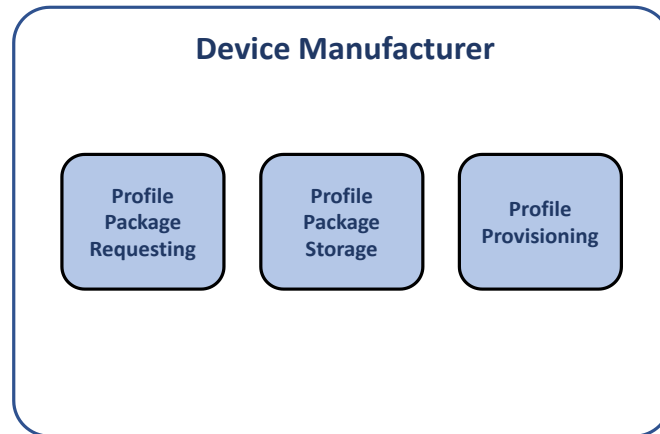 Device Manufacturer
Profile
Package
Requesting
Profile
Package
Storage
Profile
Provisioning